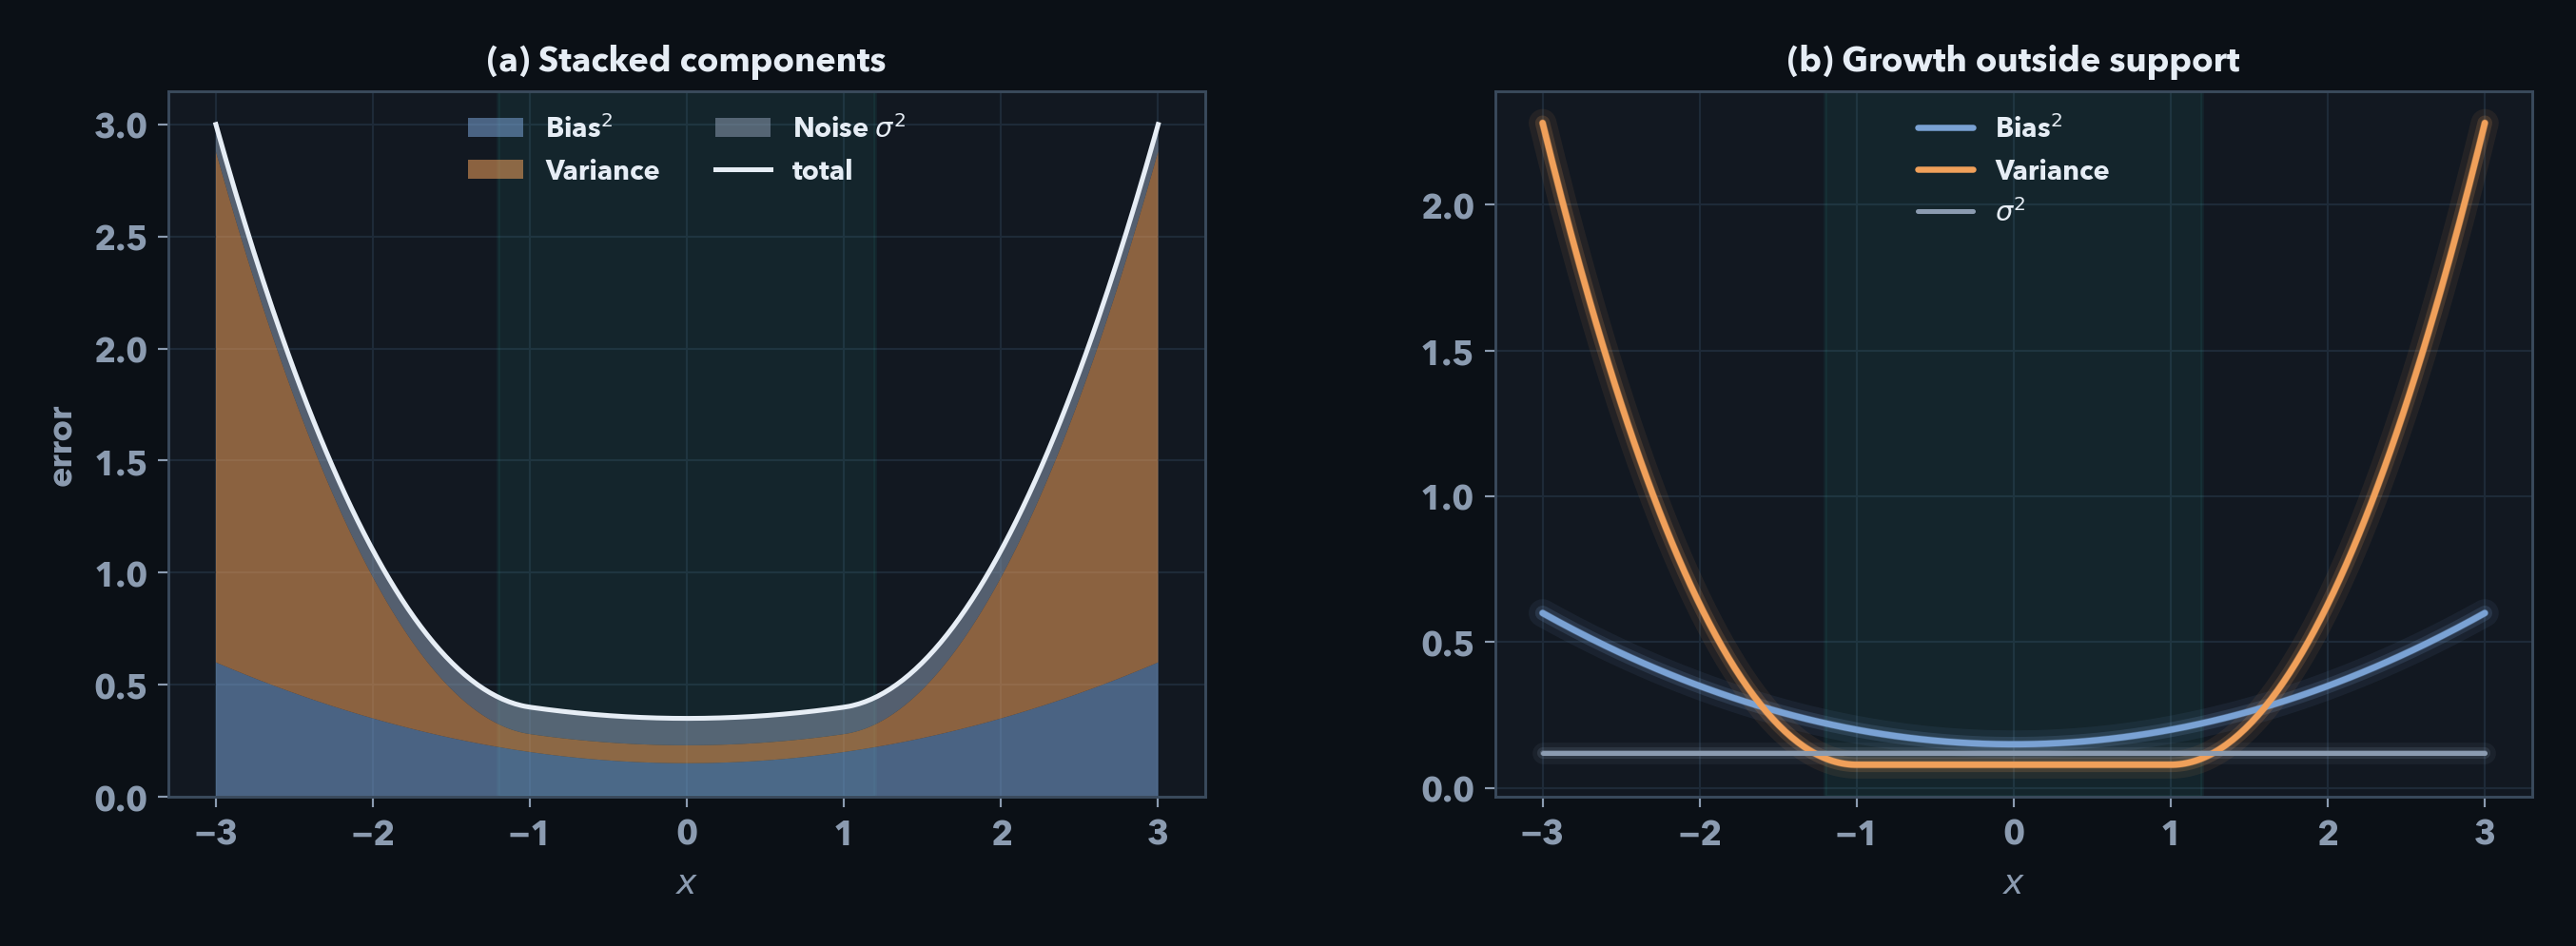 (a) Stacked components
Bias²
Variance
Noise σ²
total
3.0
2.5
2.0
1.5
1.0
0.5
0.0
error
−3 −2 −1 0 1 2 3
x
(b) Growth outside support
Bias²
Variance
σ²
2.0
1.5
1.0
0.5
0.0
−3 −2 −1 0 1 2 3
x